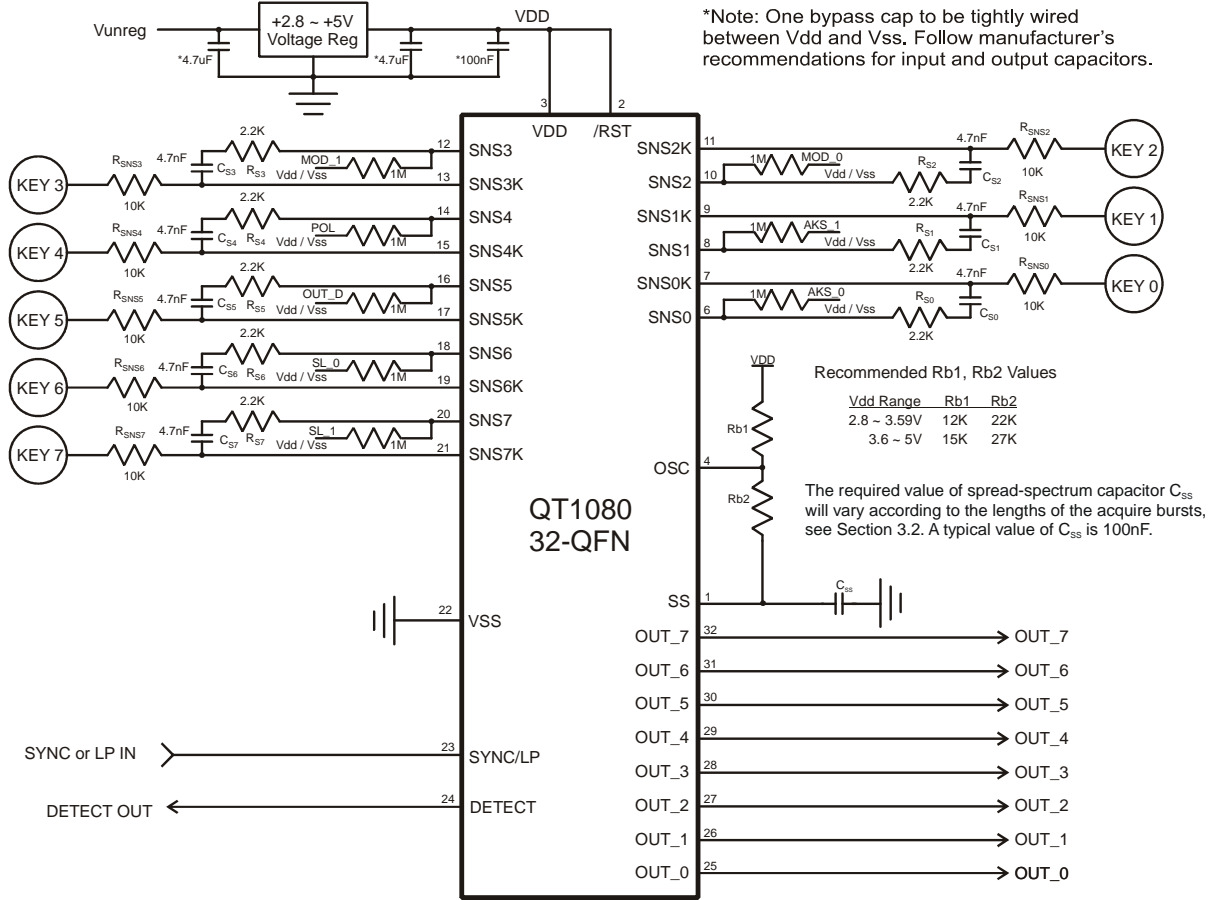 Vunreg
+2.8 ~ +5V
Voltage Reg
VDD
*4.7uF
*4.7uF
*100nF
*Note: One bypass cap to be tightly wired
between Vdd and Vss. Follow manufacturer's
recommendations for input and output capacitors.
3
2
VDD
/RST
KEY 3
RSNS3
10K
4.7nF
CS3
2.2K
RS3
MOD_1
Vdd / Vss
1M
12
SNS3
13
SNS3K
KEY 4
RSNS4
10K
4.7nF
CS4
2.2K
RS4
POL
Vdd / Vss
1M
14
SNS4
15
SNS4K
KEY 5
RSNS5
10K
4.7nF
CS5
2.2K
RS5
OUT_D
Vdd / Vss
1M
16
SNS5
17
SNS5K
KEY 6
RSNS6
10K
4.7nF
CS6
2.2K
RS6
SL_0
Vdd / Vss
1M
18
SNS6
19
SNS6K
KEY 7
RSNS7
10K
4.7nF
CS7
2.2K
RS7
SL_1
Vdd / Vss
1M
20
SNS7
21
SNS7K
SNS2K
11
SNS2
10
1M
MOD_0
Vdd / Vss
RS2
2.2K
4.7nF
CS2
RSNS2
10K
KEY 2
SNS1K
9
SNS1
8
1M
AKS_1
Vdd / Vss
RS1
2.2K
4.7nF
CS1
RSNS1
10K
KEY 1
SNS0K
7
SNS0
6
1M
AKS_0
Vdd / Vss
RS0
2.2K
4.7nF
CS0
RSNS0
10K
KEY 0
VDD
Rb1
OSC
4
Rb2
Recommended Rb1, Rb2 Values
Vdd Range Rb1 Rb2
2.8 ~ 3.59V 12K 22K
3.6 ~ 5V 15K 27K
The required value of spread-spectrum capacitor CSS
will vary according to the lengths of the acquire bursts,
see Section 3.2. A typical value of CSS is 100nF.
QT1080
32-QFN
SS
1
CSS
22
VSS
OUT_7 32 OUT_7
OUT_6 31 OUT_6
OUT_5 30 OUT_5
OUT_4 29 OUT_4
OUT_3 28 OUT_3
OUT_2 27 OUT_2
OUT_1 26 OUT_1
OUT_0 25 OUT_0
SYNC or LP IN
23
SYNC/LP
DETECT OUT
24
DETECT